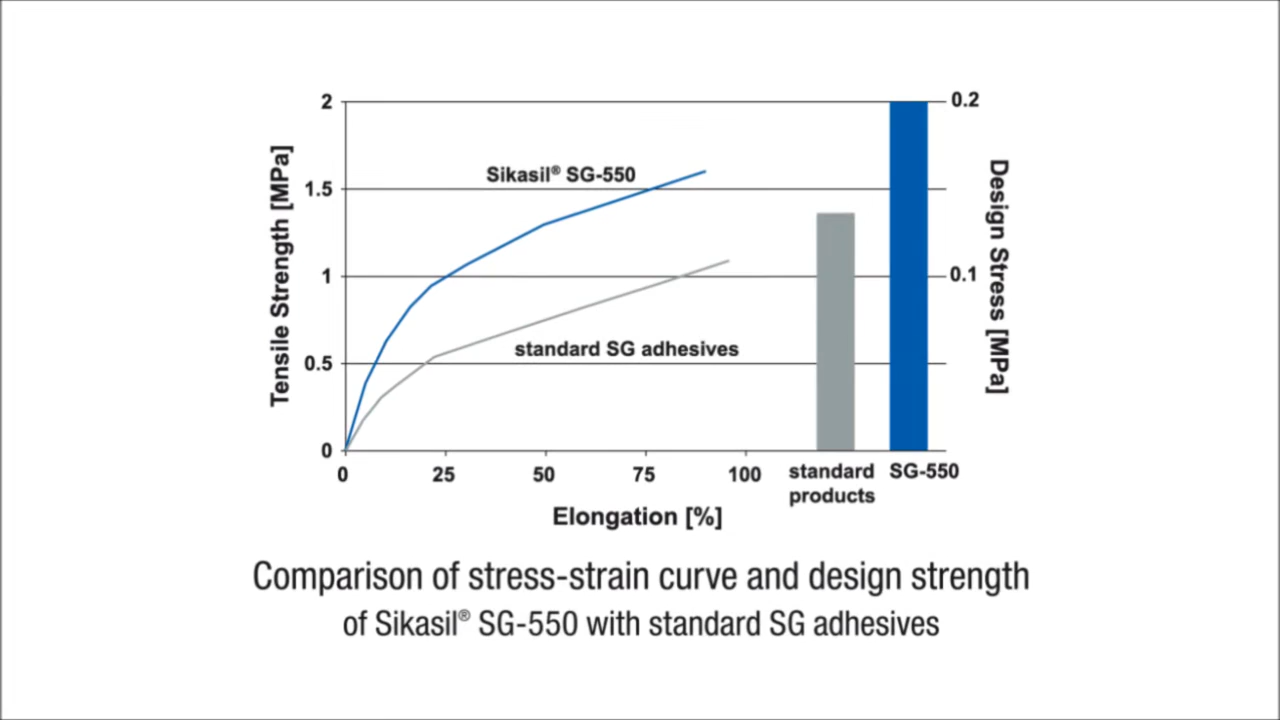 2
0.2
Sikasil® SG-550
1.5
1
0.1
standard SG adhesives
0.5
0
Tensile Strength [MPa]
Design Stress [MPa]
0
25
50
75
100
standard
products
SG-550
Elongation [%]
Comparison of stress-strain curve and design strength
of Sikasil® SG-550 with standard SG adhesives